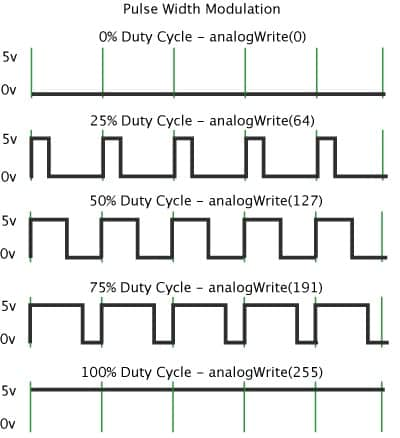 Pulse Width Modulation
0% Duty Cycle – analogWrite(0)
5v
0v
25% Duty Cycle – analogWrite(64)
5v
0v
50% Duty Cycle – analogWrite(127)
5v
0v
75% Duty Cycle – analogWrite(191)
5v
0v
100% Duty Cycle – analogWrite(255)
5v
0v